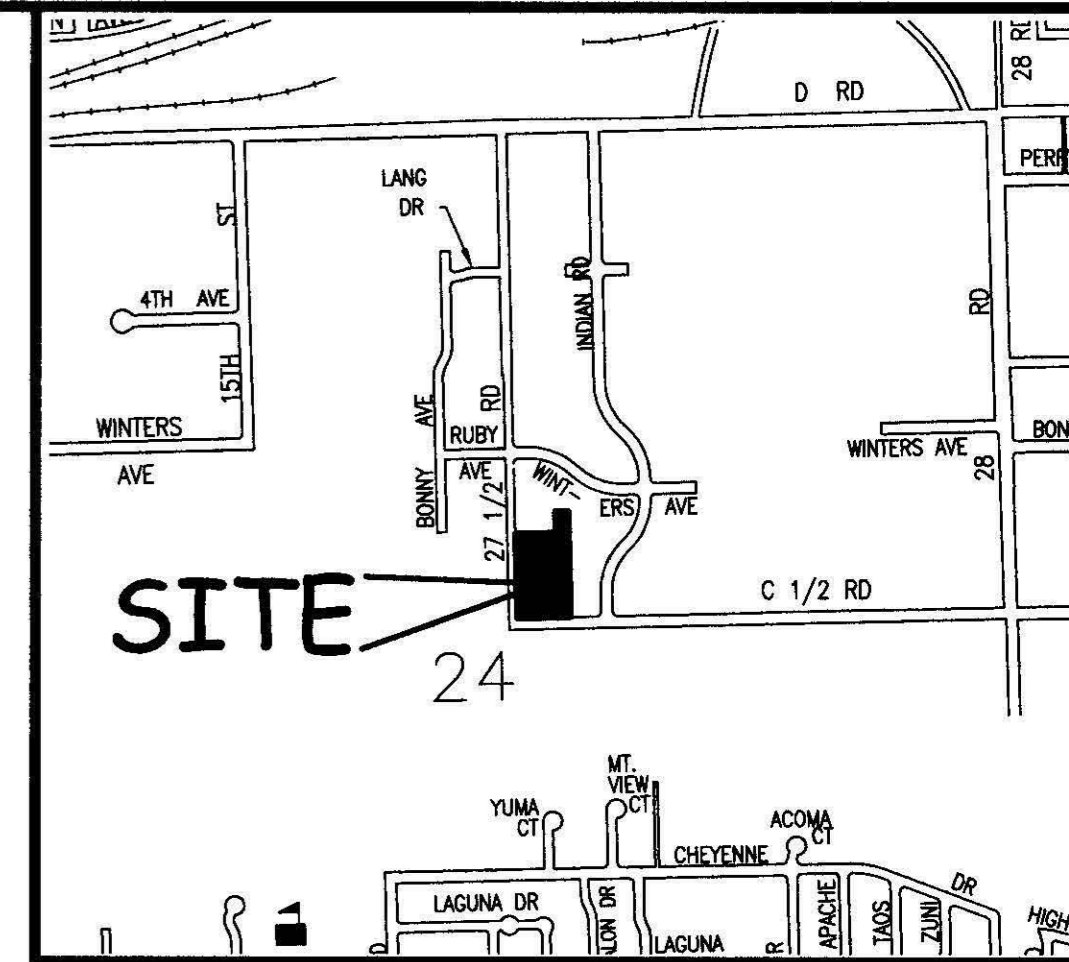 28 RD
D RD
PERR
LANG
DR
ST
4TH AVE
15TH
INDIAN RD
RD
WINTERS
AVE
BONNY AVE
RD
RUBY
AVE
27 1/2
WINT-
ERS AVE
WINTERS AVE
28
BON
C 1/2 RD
SITE
24
MT.
VIEW
CT
YUMA
CT
ACOMA
CT
CHEYENNE
DR
LAGUNA DR
LON DR
LAGUNA
R
APACHE
TAOS
ZUNI
HIGH
D